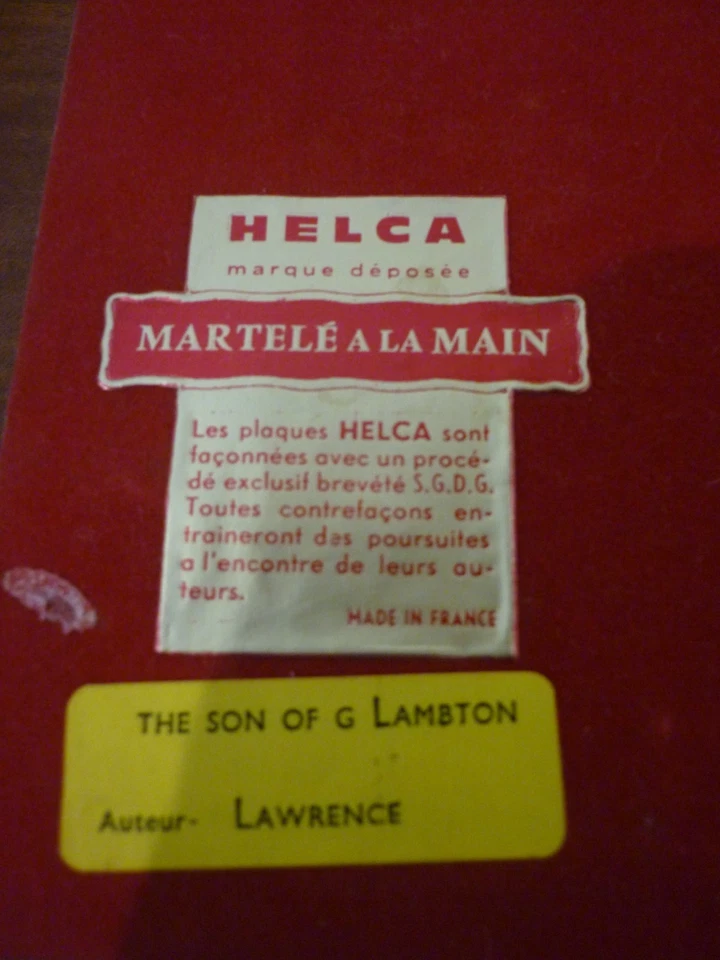 HELCA
marque déposée
MARTELÉ A LA MAIN
Les plaques HELCA sont
façonnées avec un procé-
dé exclusif brevété S.G.D.G.
Toutes contrefaçons en-
traineront des poursuites
a l'encontre de leurs au-
teurs.
MADE IN FRANCE
THE SON OF G LAMBTON
Auteur- LAWRENCE